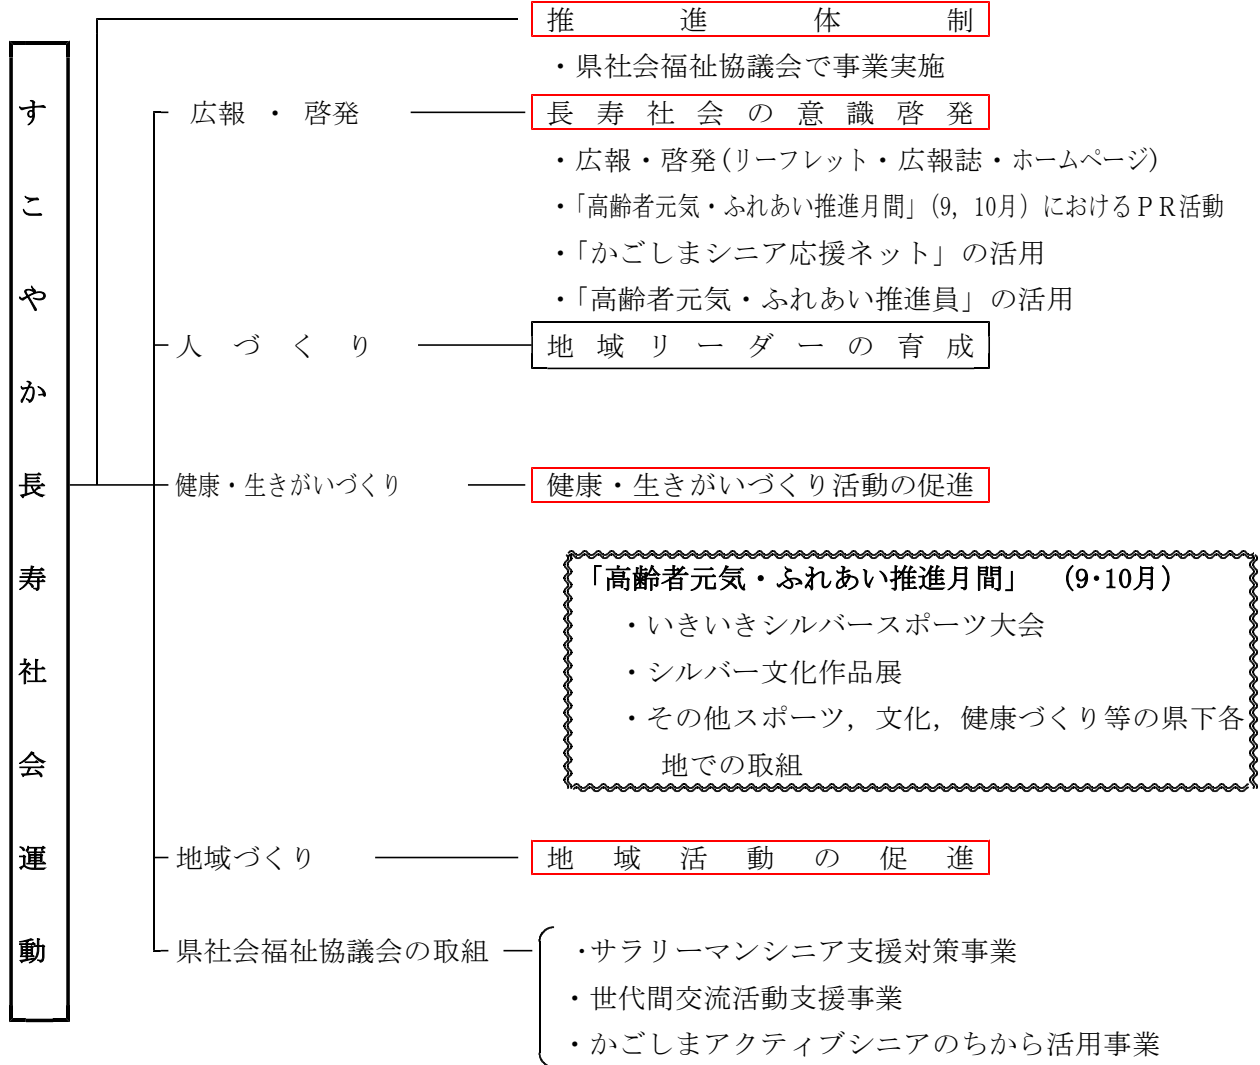 すこやか長寿社会運動
推進体制
・県社会福祉協議会で事業実施
広報・啓発 長寿社会の意識啓発
・広報・啓発(リーフレット・広報誌・ホームページ)
・「高齢者元気・ふれあい推進月間」(9，10月）におけるＰＲ活動
・「かごしまシニア応援ネット」の活用
・「高齢者元気・ふれあい推進員」の活用
人づくり 地域リーダーの育成
健康・生きがいづくり 健康・生きがいづくり活動の促進
「高齢者元気・ふれあい推進月間」 （9･10月）
・いきいきシルバースポーツ大会
・シルバー文化作品展
・その他スポーツ，文化，健康づくり等の県下各
地での取組
地域づくり 地域活動の促進
県社会福祉協議会の取組 ・サラリーマンシニア支援対策事業
・世代間交流活動支援事業
・かごしまアクティブシニアのちから活用事業